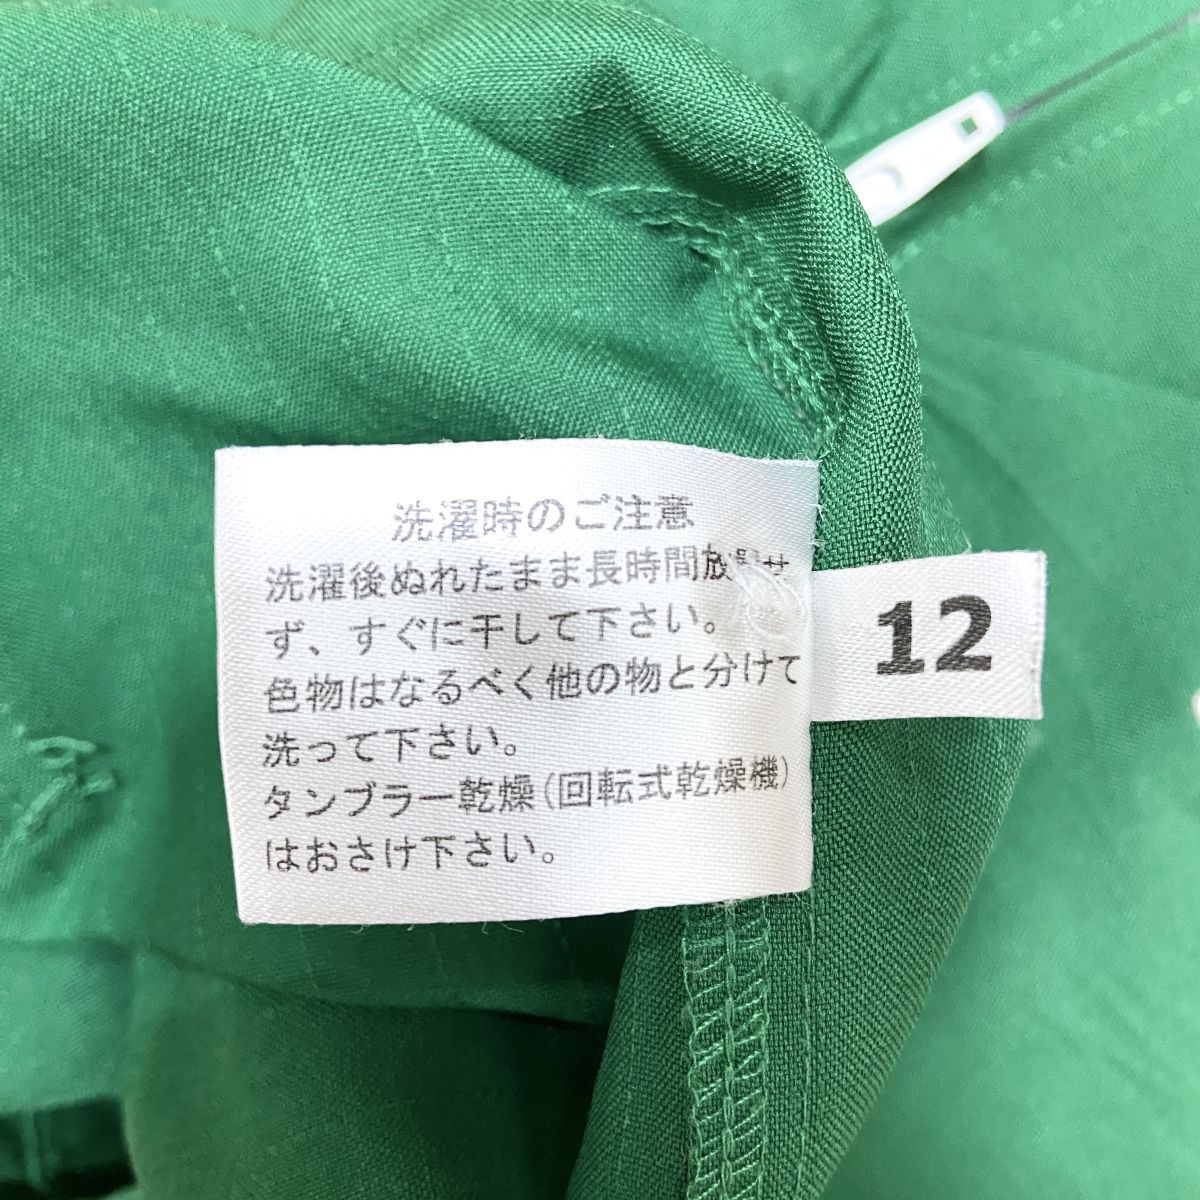 洗濯時のご注意
洗濯後ぬれたまま長時間放置せ
ず、すぐに干して下さい。
色物はなるべく他の物と分けて
洗って下さい。
タンブラー乾燥(回転式乾燥機)
はおさけ下さい。
12